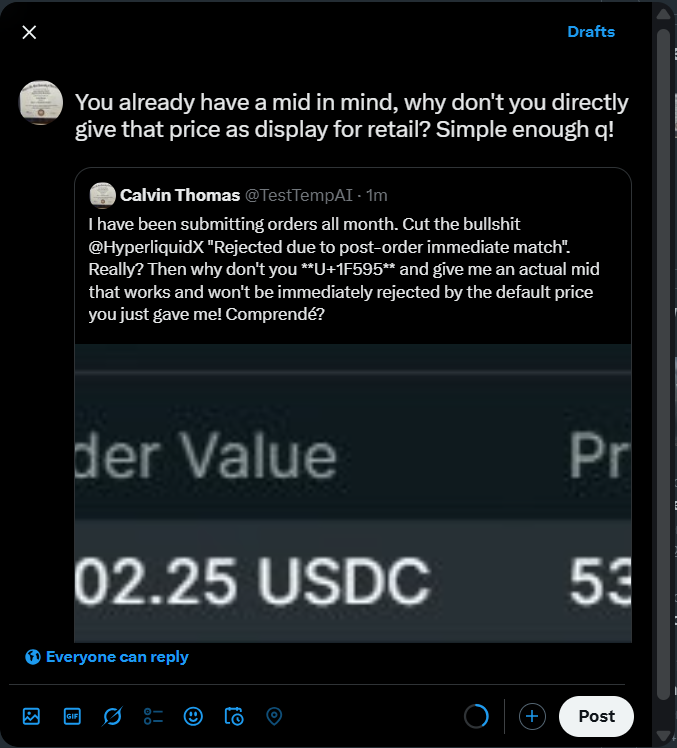 Drafts
You already have a mid in mind, why don't you directly
give that price as display for retail? Simple enough q!
Calvin Thomas @TestTempAI · 1m
I have been submitting orders all month. Cut the bullshit
@HyperliquidX "Rejected due to post-order immediate match".
Really? Then why don't you **U+1F595** and give me an actual mid
that works and won't be immediately rejected by the default price
you just gave me! Comprendé?
der Value Pr
02.25 USDC 53
Everyone can reply
GIF
Post